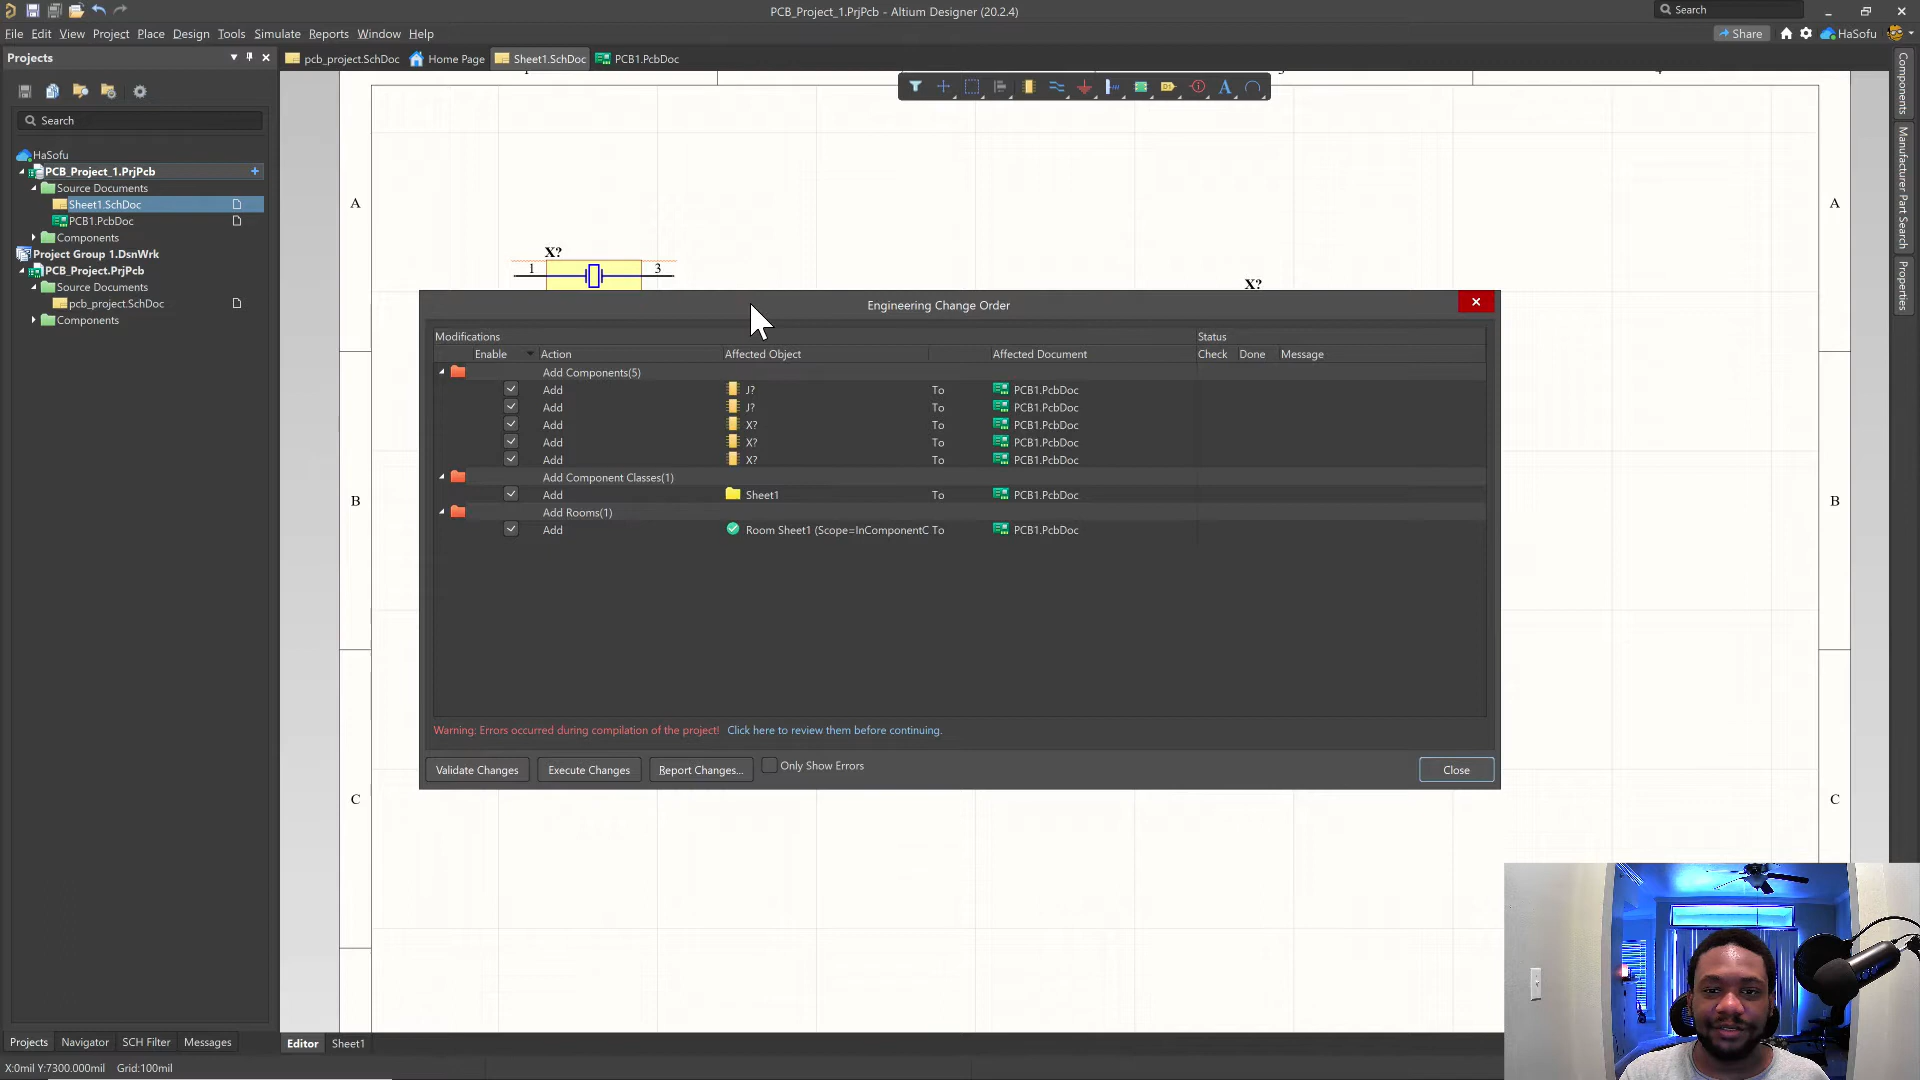 PCB_Project_1.PrjPcb - Altium Designer (20.2.4)
Search
File Edit View Project Place Design Tools Simulate Reports Window Help
Share
HaSofu
Projects
pcb_project.SchDoc
Home Page
Sheet1.SchDoc
PCB1.PcbDoc
Search
HaSofu
PCB_Project_1.PrjPcb
Source Documents
Sheet1.SchDoc
PCB1.PcbDoc
Components
Project Group 1.DsnWrk
PCB_Project.PrjPcb
Source Documents
pcb_project.SchDoc
Components
Components
Manufacturer Part Search
Properties
A
A
X?
1
3
X?
Engineering Change Order
Modifications
Status
Enable Action Affected Object Affected Document Check Done Message
Add Components(5)
Add J? To PCB1.PcbDoc
Add J? To PCB1.PcbDoc
Add X? To PCB1.PcbDoc
Add X? To PCB1.PcbDoc
Add X? To PCB1.PcbDoc
Add Component Classes(1)
Add Sheet1 To PCB1.PcbDoc
Add Rooms(1)
Add Room Sheet1 (Scope=InComponentC To PCB1.PcbDoc
B
B
Warning: Errors occurred during compilation of the project! Click here to review them before continuing.
Validate Changes
Execute Changes
Report Changes...
Only Show Errors
Close
C
C
Projects Navigator SCH Filter Messages
Editor Sheet1
X:0mil Y:7300.000mil Grid:100mil